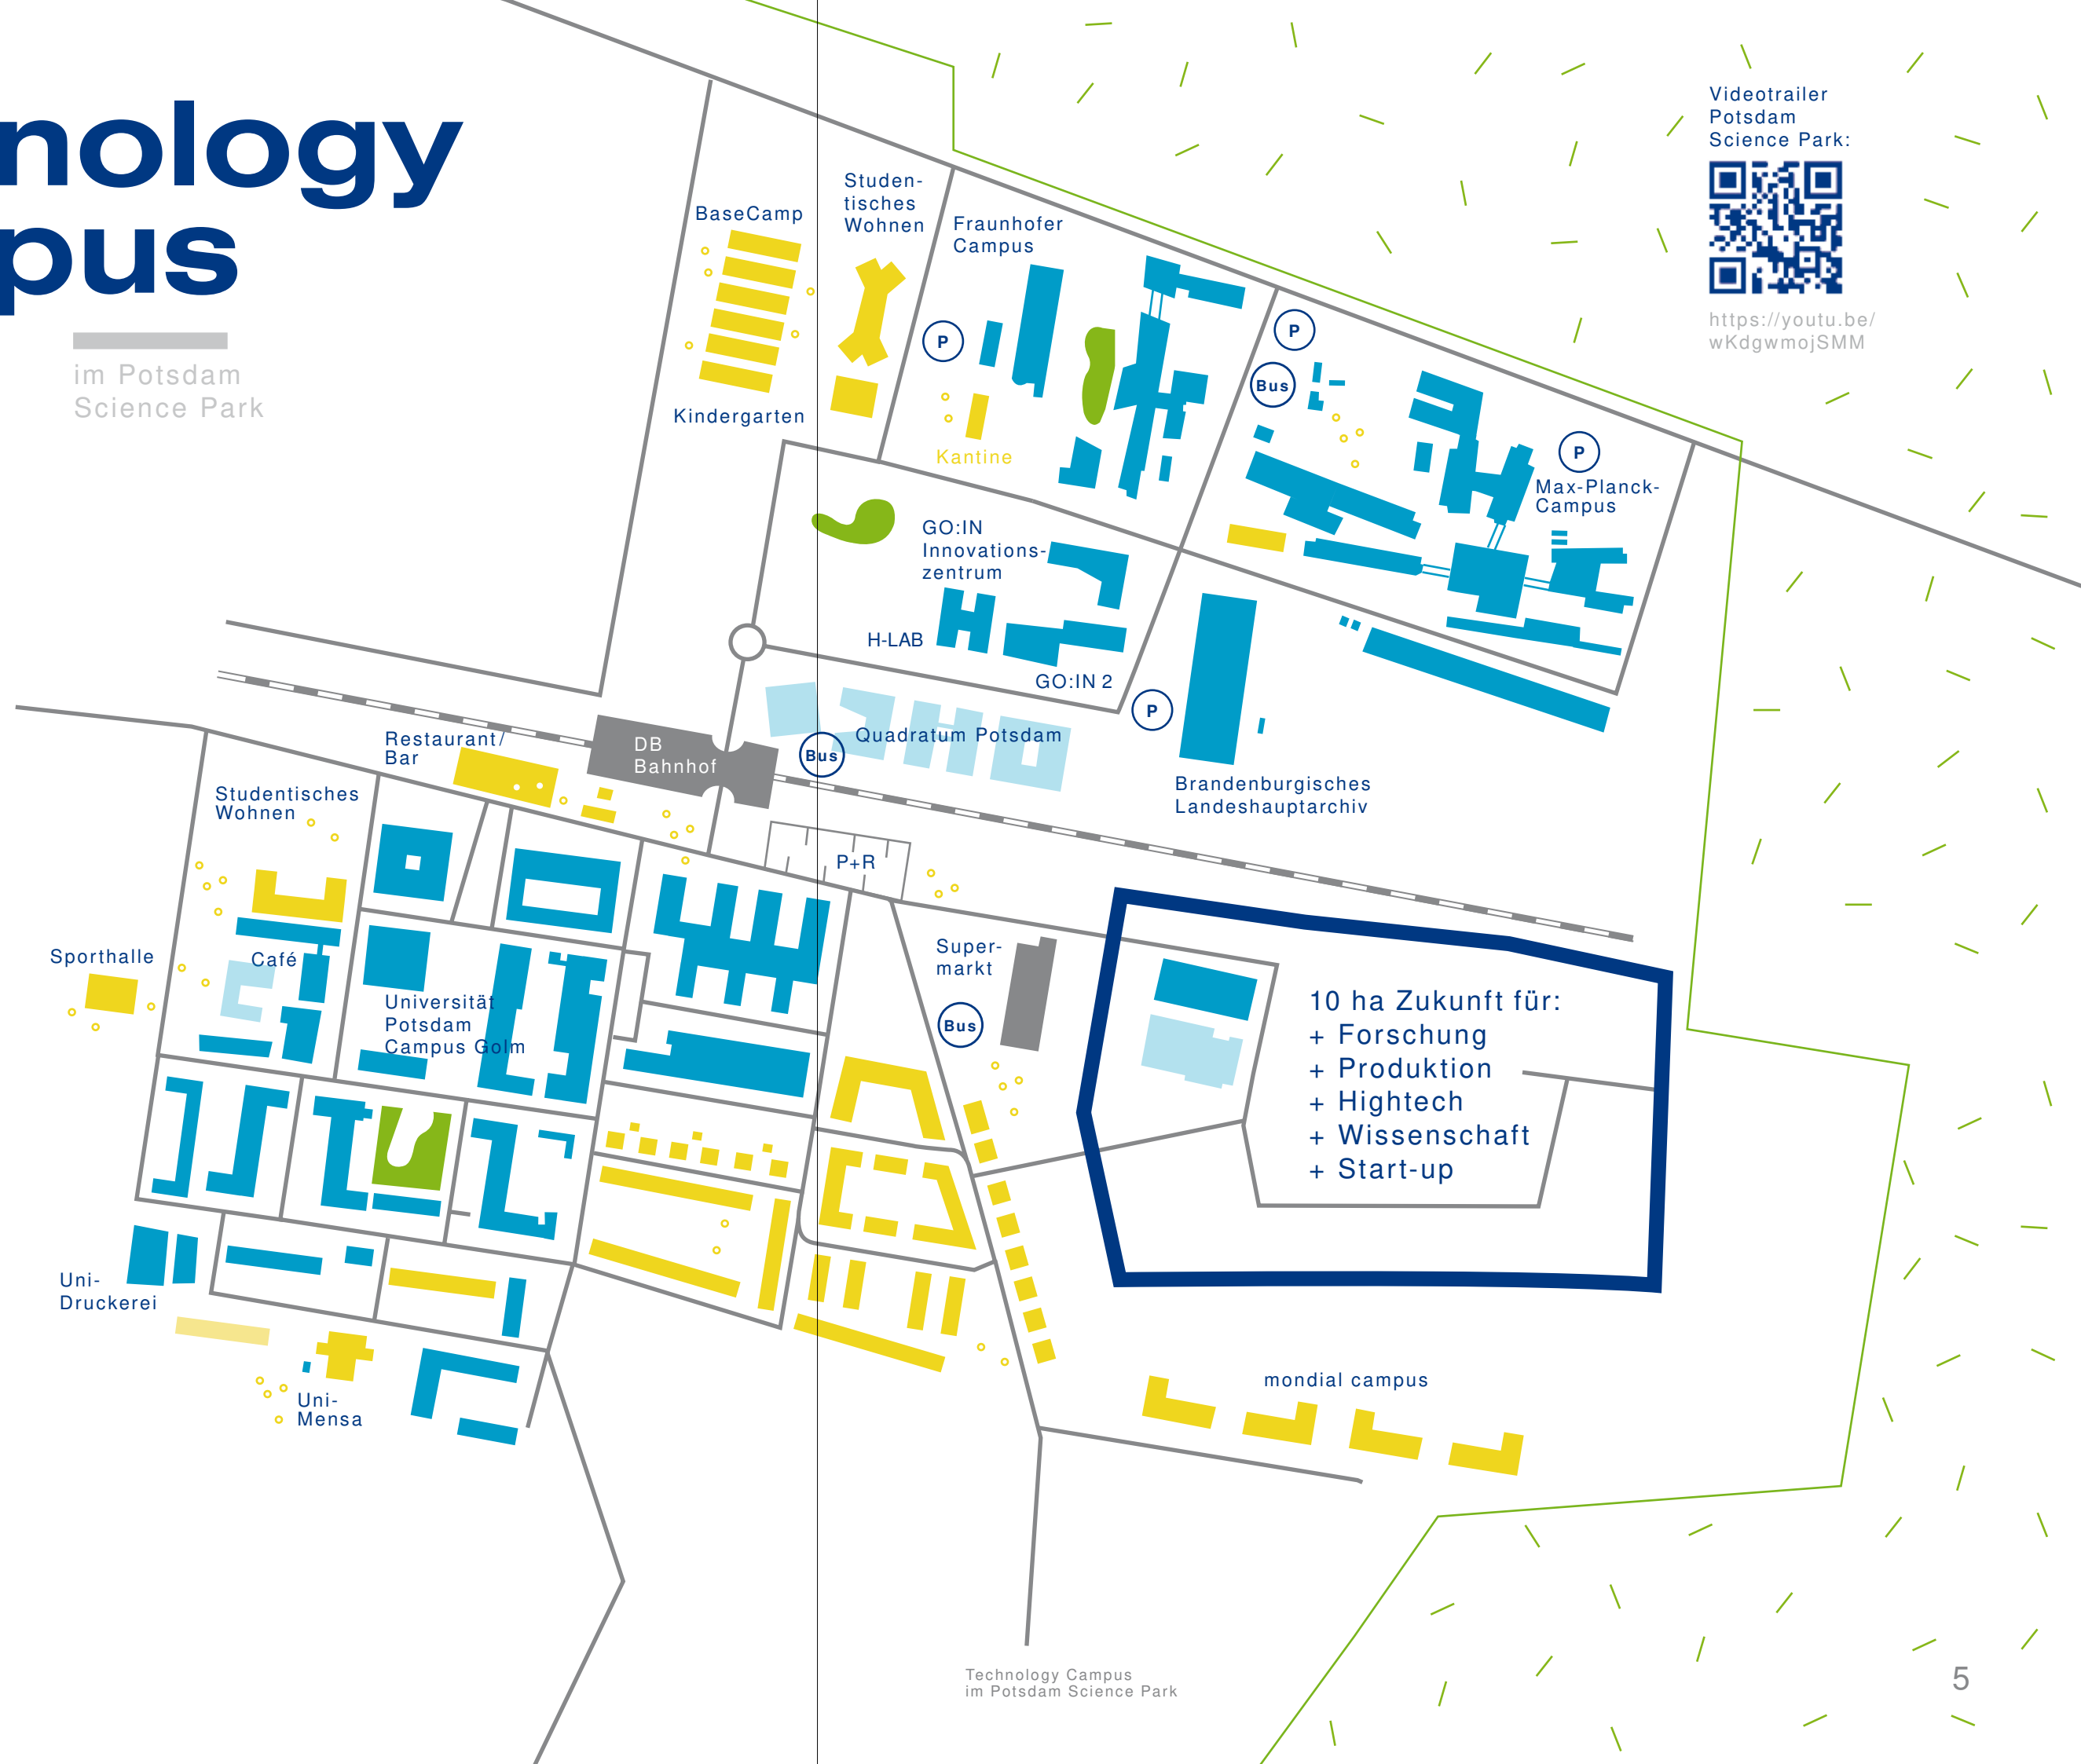 nology
pus
im Potsdam
Science Park
Videotrailer
Potsdam
Science Park:
https://youtu.be/
wKdgwmojSMM
BaseCamp
Studen-
tisches
Wohnen
Fraunhofer
Campus
P
P
Bus
Kindergarten
Kantine
P
Max-Planck-
Campus
GO:IN
Innovations-
zentrum
H-LAB
GO:IN 2
P
Quadratum Potsdam
Bus
DB
Bahnhof
Restaurant/
Bar
Brandenburgisches
Landeshauptarchiv
Studentisches
Wohnen
P+R
Sporthalle
Café
Super-
markt
Bus
Universität
Potsdam
Campus Golm
10 ha Zukunft für:
+ Forschung
+ Produktion
+ Hightech
+ Wissenschaft
+ Start-up
Uni-
Druckerei
Uni-
Mensa
mondial campus
Technology Campus
im Potsdam Science Park
5